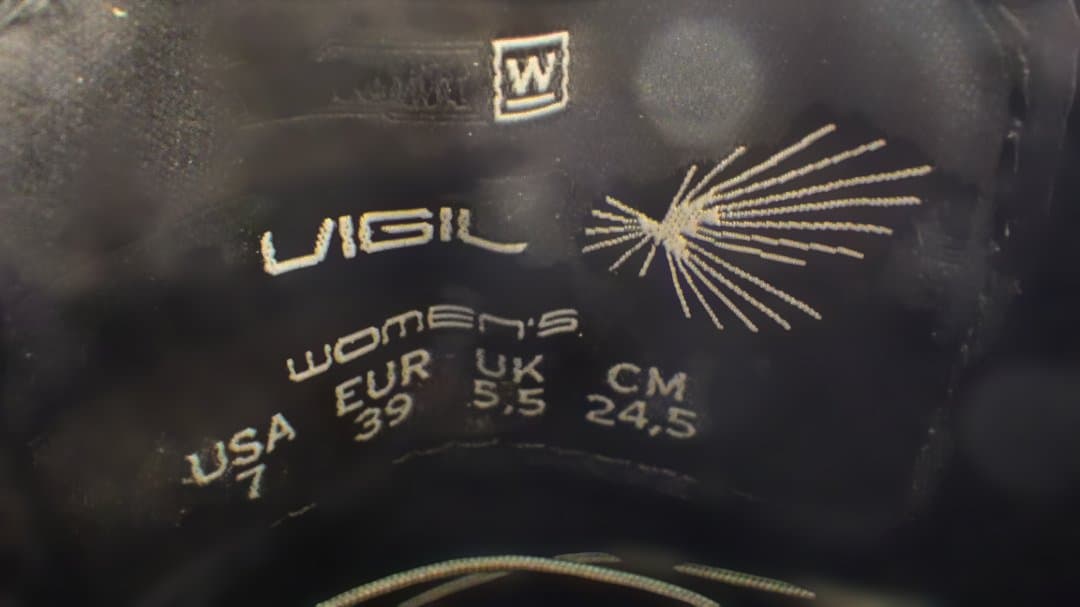 W
VIGIL
WOMEN'S
USA EUR UK CM
7 39 5,5 24,5